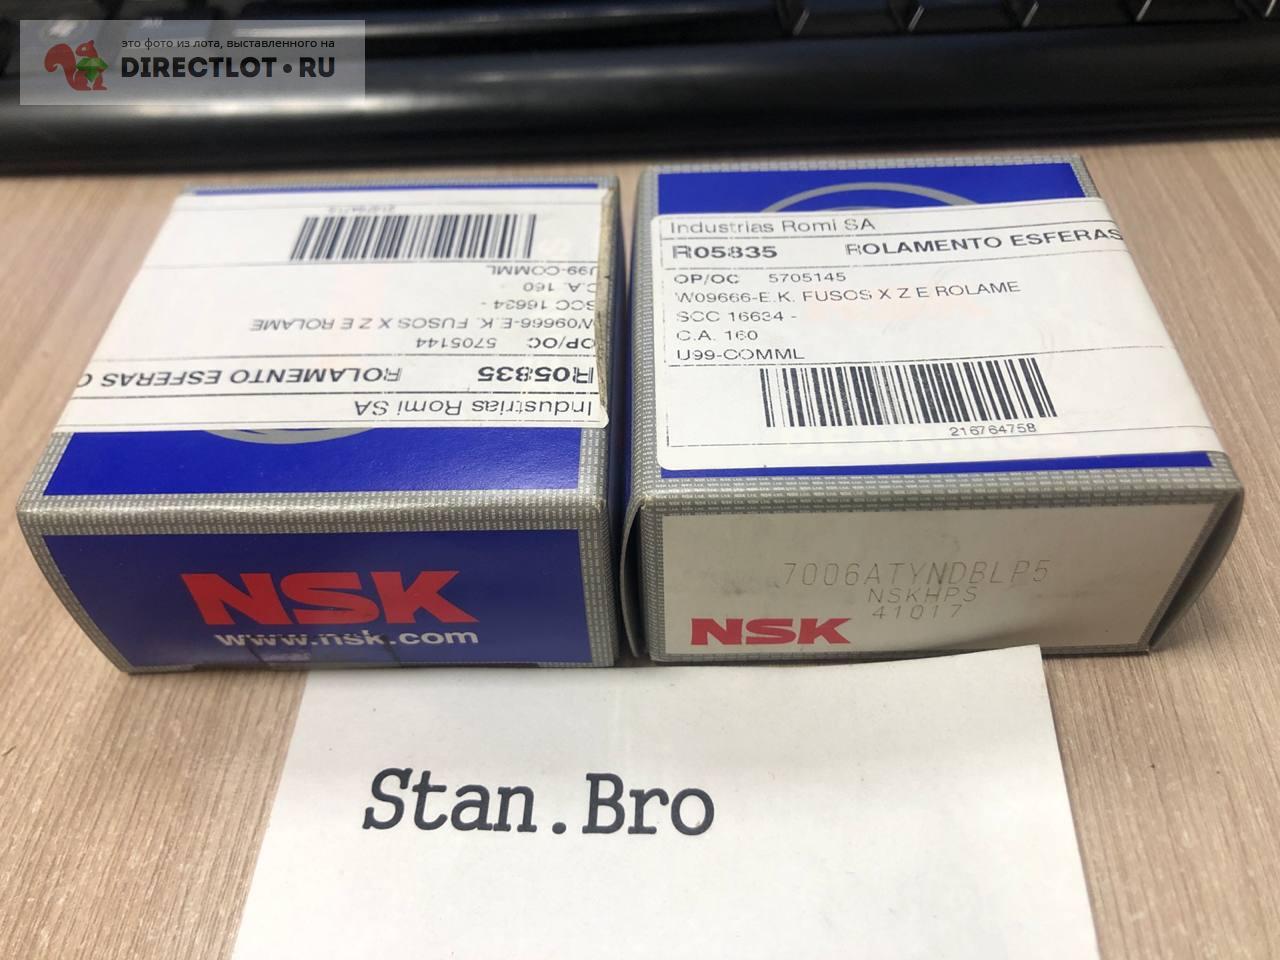 это фото из лота, выставленного на
DIRECTLOT.RU
Industrias Romi SA
R05835 ROLAMENTO ESFERAS C
OP/OC 5705144
W09666-E.K. FUSOS X Z E ROLAME
SCC 16634 -
C.A. 160
U99-COMML
NSK
www.nsk.com
Industrias Romi SA
R05835 ROLAMENTO ESFERAS
OP/OC 5705145
W09666-E.K. FUSOS X Z E ROLAME
SCC 16634 -
C.A. 160
U99-COMML
216764758
7006ATYNDBLP5
NSKHPS
41017
NSK
Stan.Bro